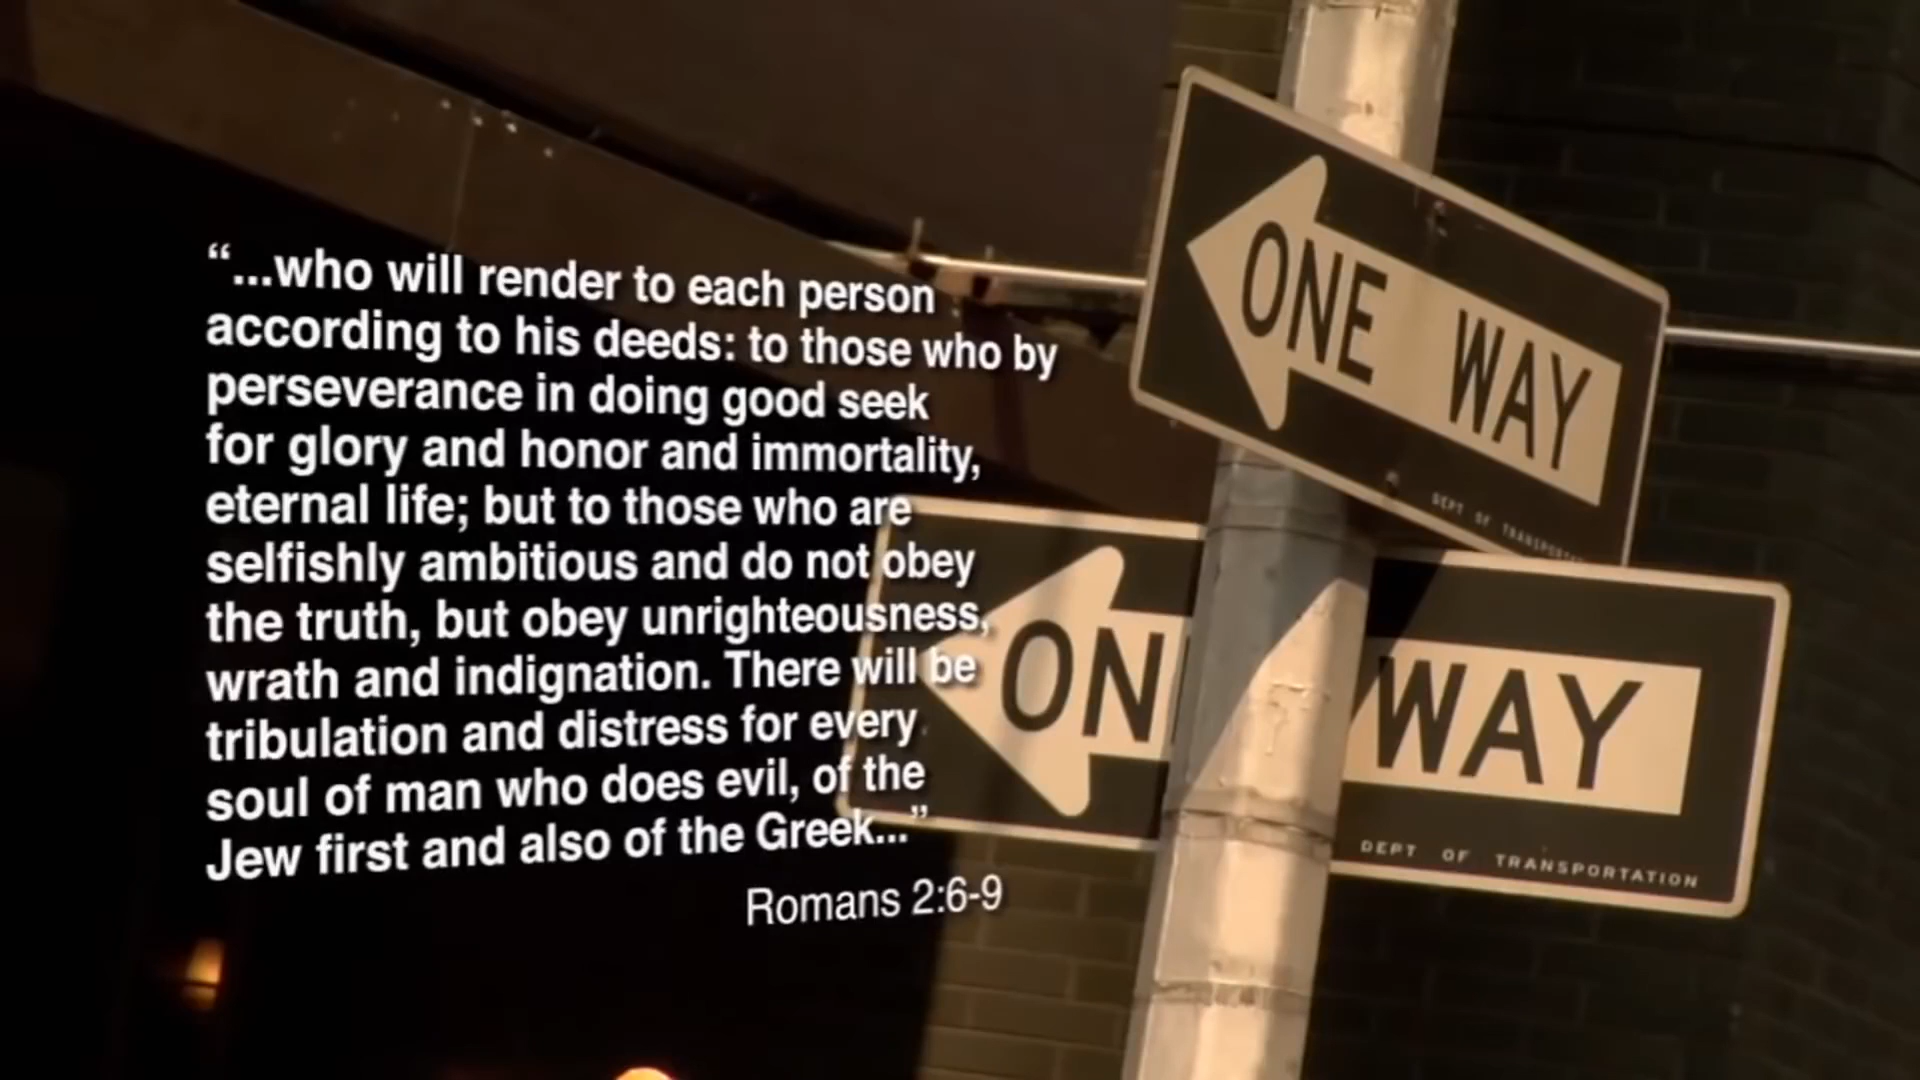 “...who will render to each person
according to his deeds: to those who by
perseverance in doing good seek
for glory and honor and immortality,
eternal life; but to those who are
selfishly ambitious and do not obey
the truth, but obey unrighteousness,
wrath and indignation. There will be
tribulation and distress for every
soul of man who does evil, of the
Jew first and also of the Greek...”
Romans 2:6-9
ONE WAY
DEPT OF
ON WAY
DEPT OF TRANSPORTATION